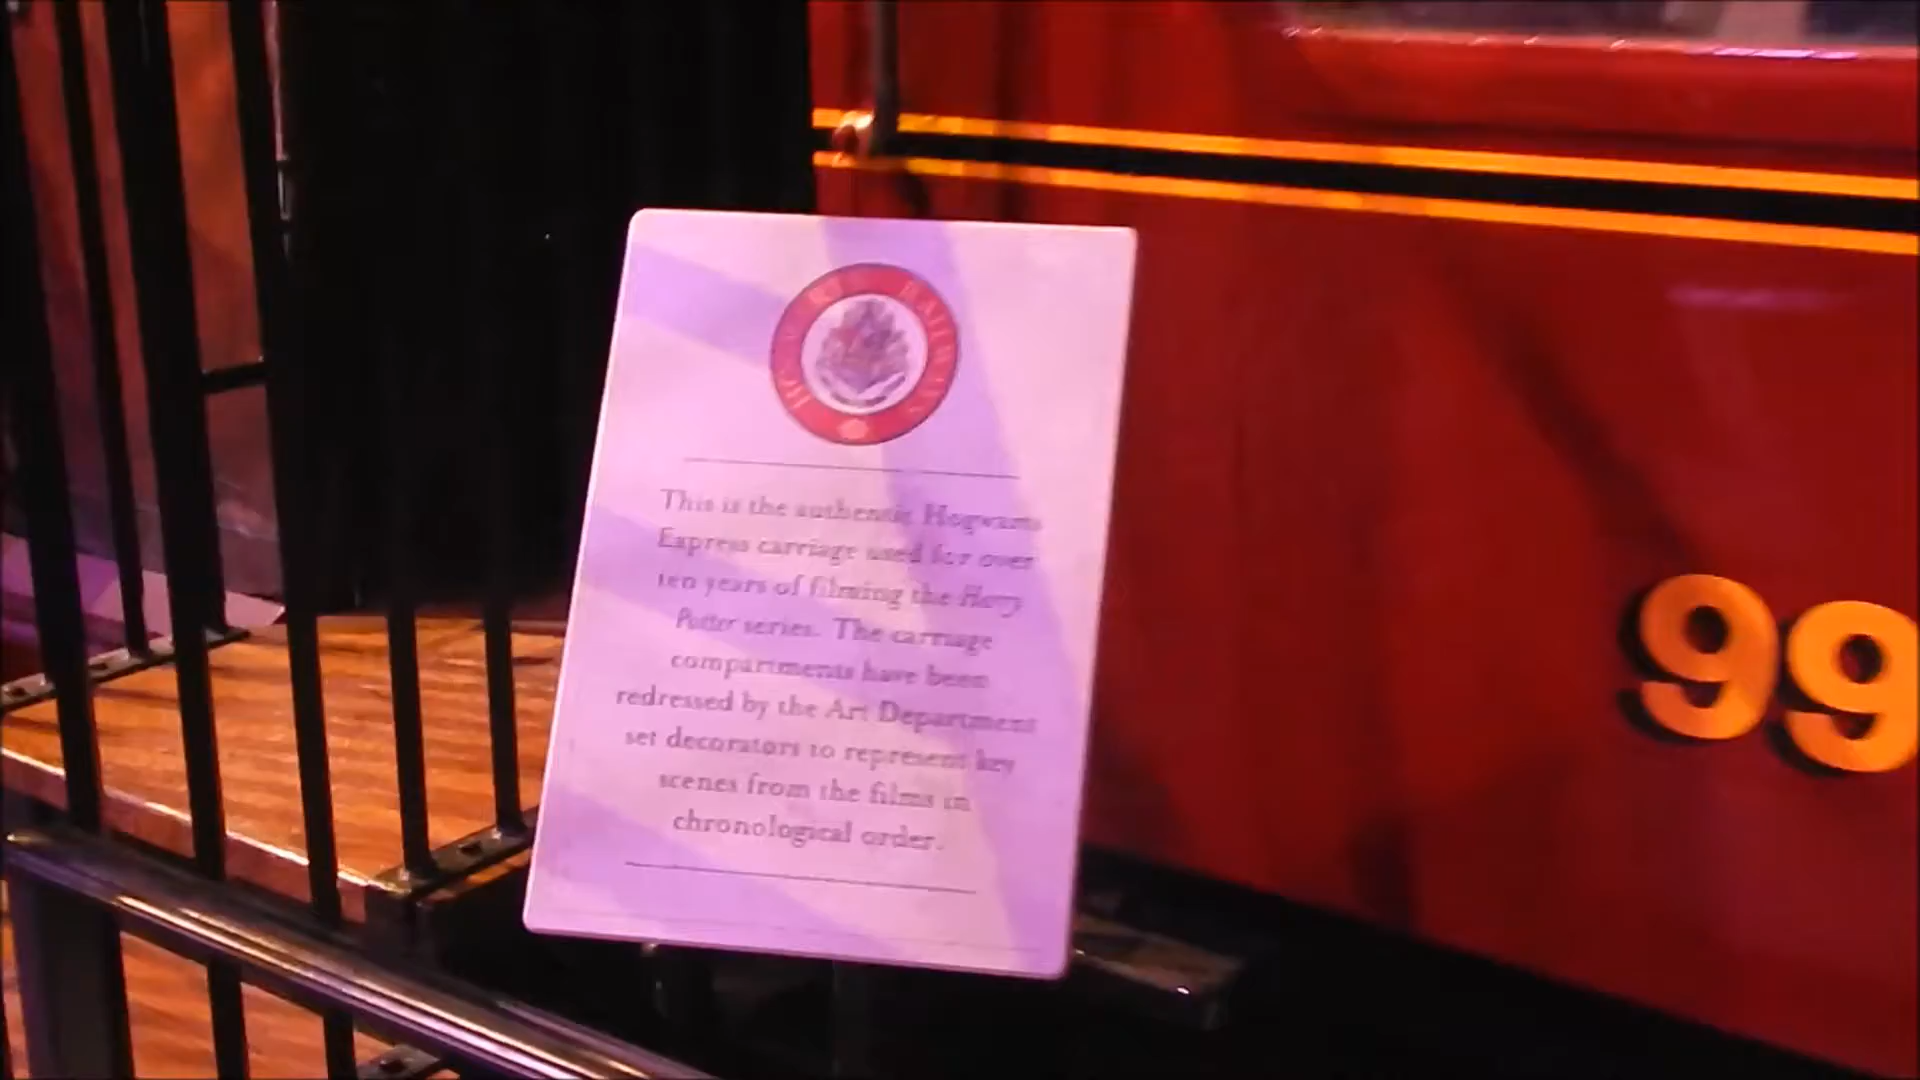 HOGWARTS RAILWAYS
This is the authentic Hogwarts
Express carriage used for over
ten years of filming the Harry
Potter series. The carriage
compartments have been
redressed by the Art Department
set decorators to represent key
scenes from the films in
chronological order.
99